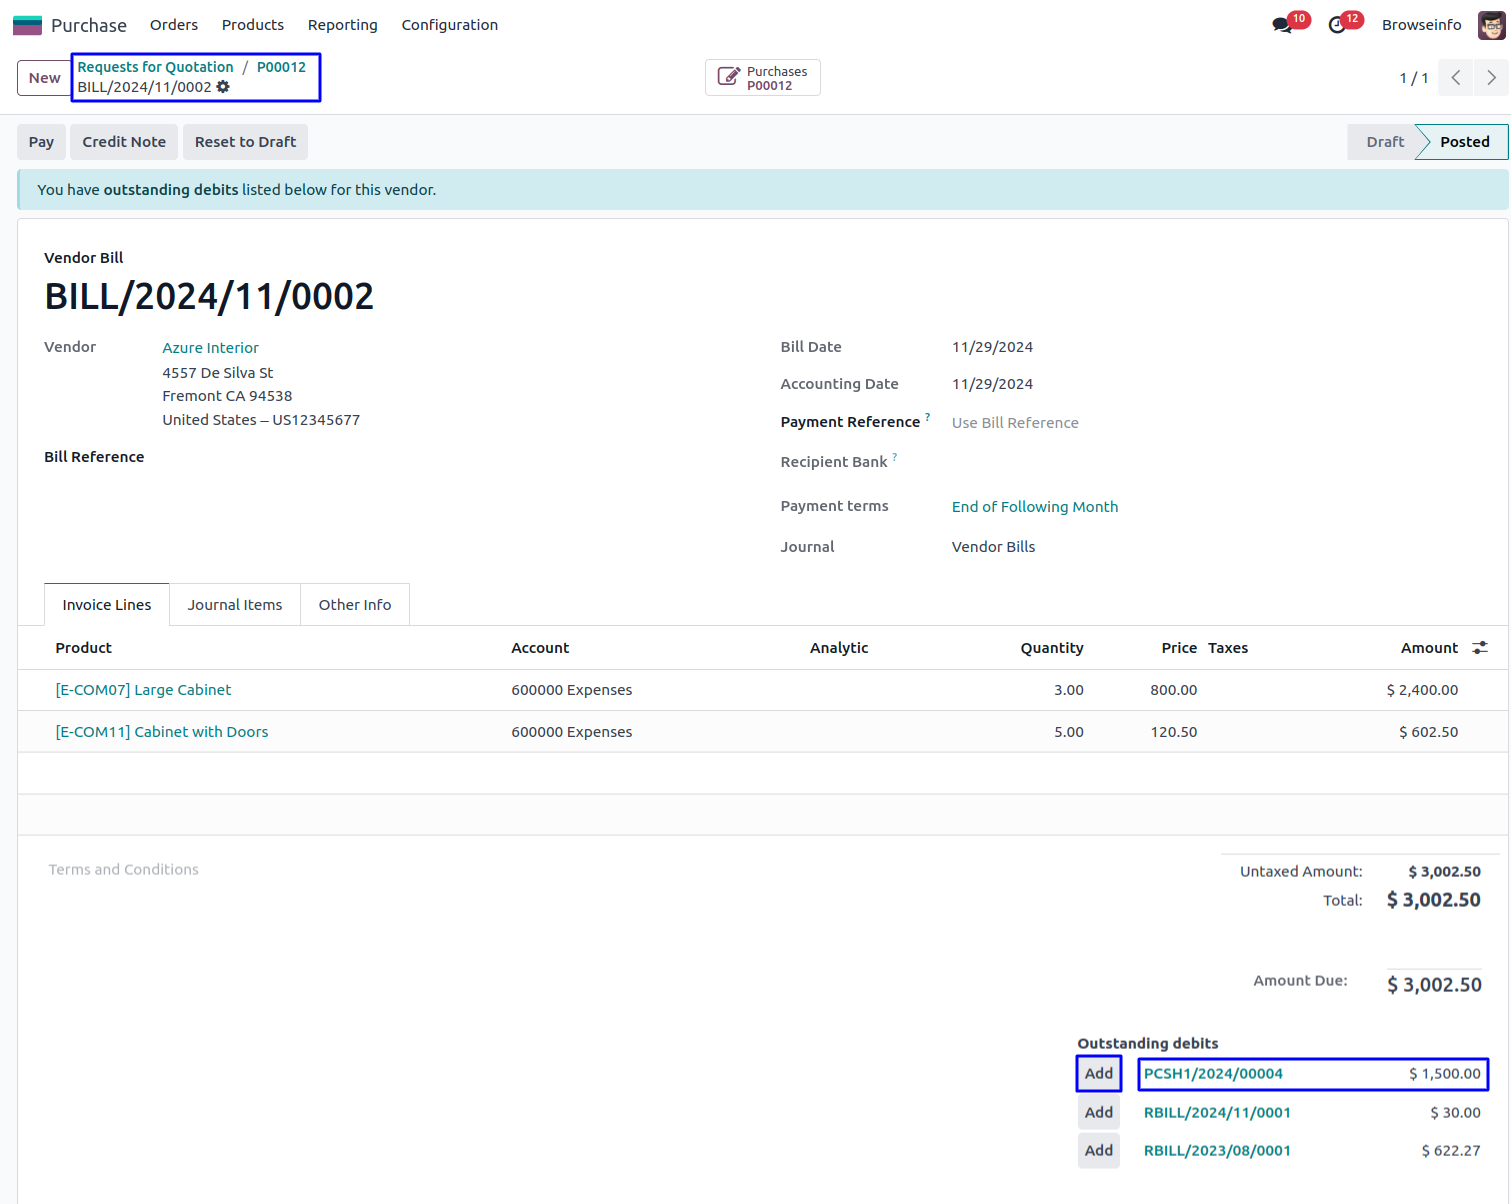 Purchase Orders Products Reporting Configuration 10 12 Browseinfo
New Requests for Quotation / P00012
BILL/2024/11/0002
Purchases
P00012
1 / 1
Pay Credit Note Reset to Draft Draft Posted
You have outstanding debits listed below for this vendor.
Vendor Bill
BILL/2024/11/0002
Vendor Azure Interior
4557 De Silva St
Fremont CA 94538
United States – US12345677
Bill Reference
Bill Date 11/29/2024
Accounting Date 11/29/2024
Payment Reference ? Use Bill Reference
Recipient Bank ?
Payment terms End of Following Month
Journal Vendor Bills
Invoice Lines Journal Items Other Info
Product Account Analytic Quantity Price Taxes Amount
[E-COM07] Large Cabinet 600000 Expenses 3.00 800.00 $ 2,400.00
[E-COM11] Cabinet with Doors 600000 Expenses 5.00 120.50 $ 602.50
Terms and Conditions
Untaxed Amount: $ 3,002.50
Total: $ 3,002.50
Amount Due: $ 3,002.50
Outstanding debits
Add PCSH1/2024/00004 $ 1,500.00
Add RBILL/2024/11/0001 $ 30.00
Add RBILL/2023/08/0001 $ 622.27